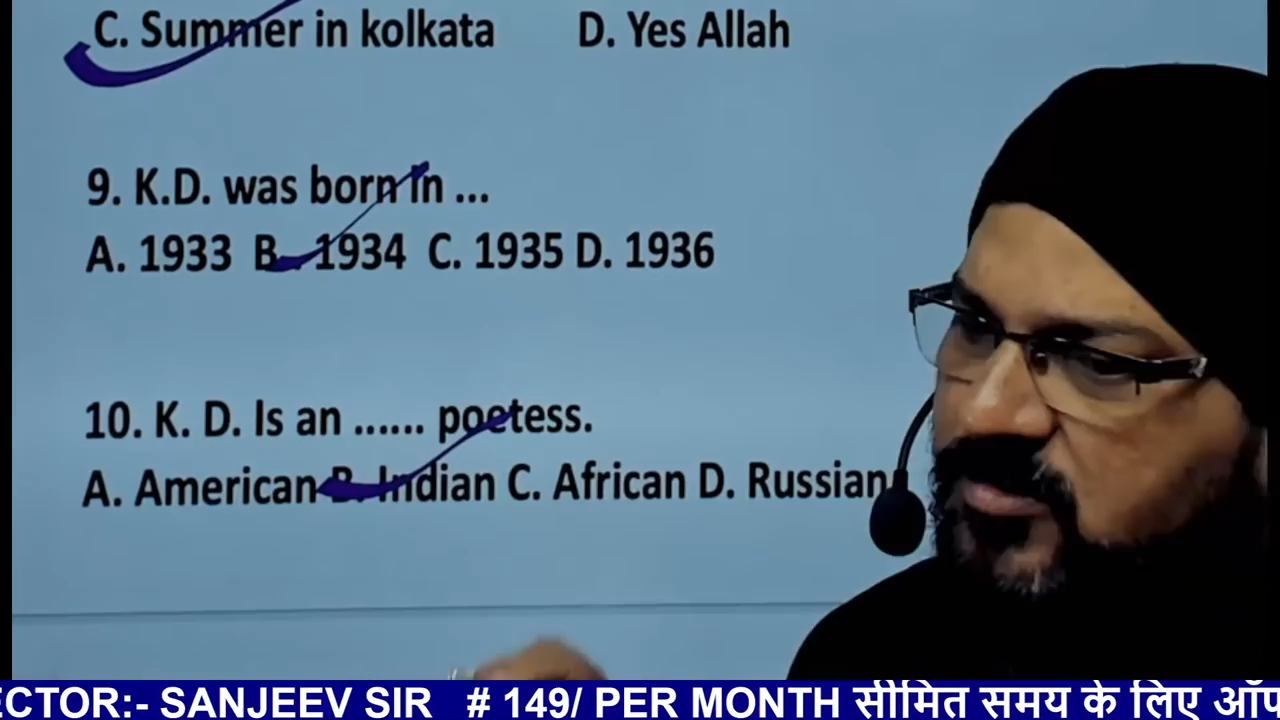 C. Summer in kolkata D. Yes Allah
9. K.D. was born in ...
A. 1933 B. 1934 C. 1935 D. 1936
10. K. D. Is an ...... poetess.
A. American B. Indian C. African D. Russian
ECTOR:- SANJEEV SIR # 149/ PER MONTH सीमित समय के लिए ऑप